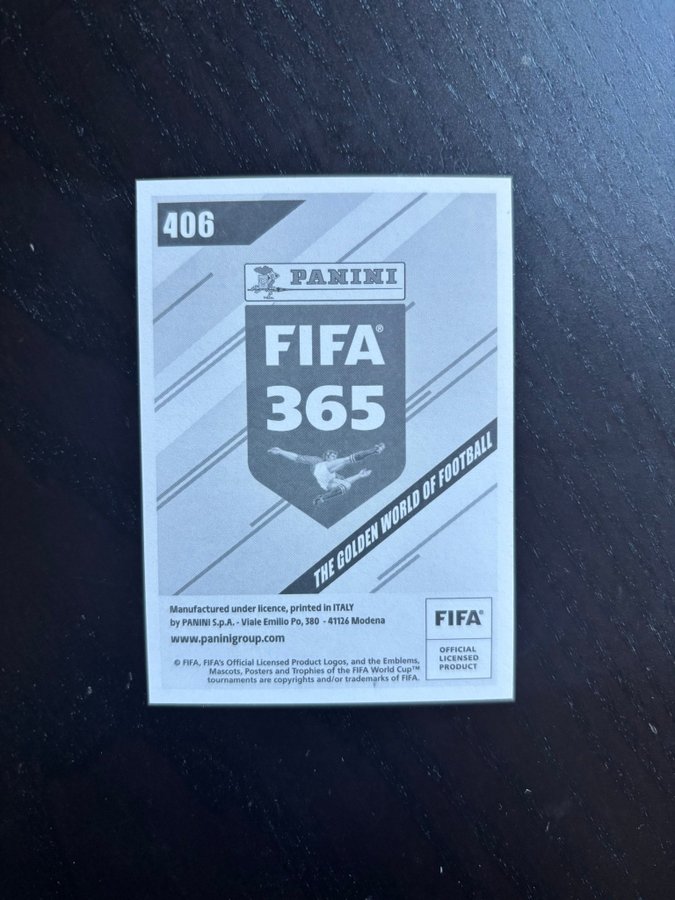 406
PANINI
FIFA®
365
THE GOLDEN WORLD OF FOOTBALL
Manufactured under licence, printed in ITALY
by PANINI S.p.A. - Viale Emilio Po, 380 - 41126 Modena
www.paninigroup.com
© FIFA, FIFA's Official Licensed Product Logos, and the Emblems,
Mascots, Posters and Trophies of the FIFA World Cup™
tournaments are copyrights and/or trademarks of FIFA.
FIFA®
OFFICIAL
LICENSED
PRODUCT